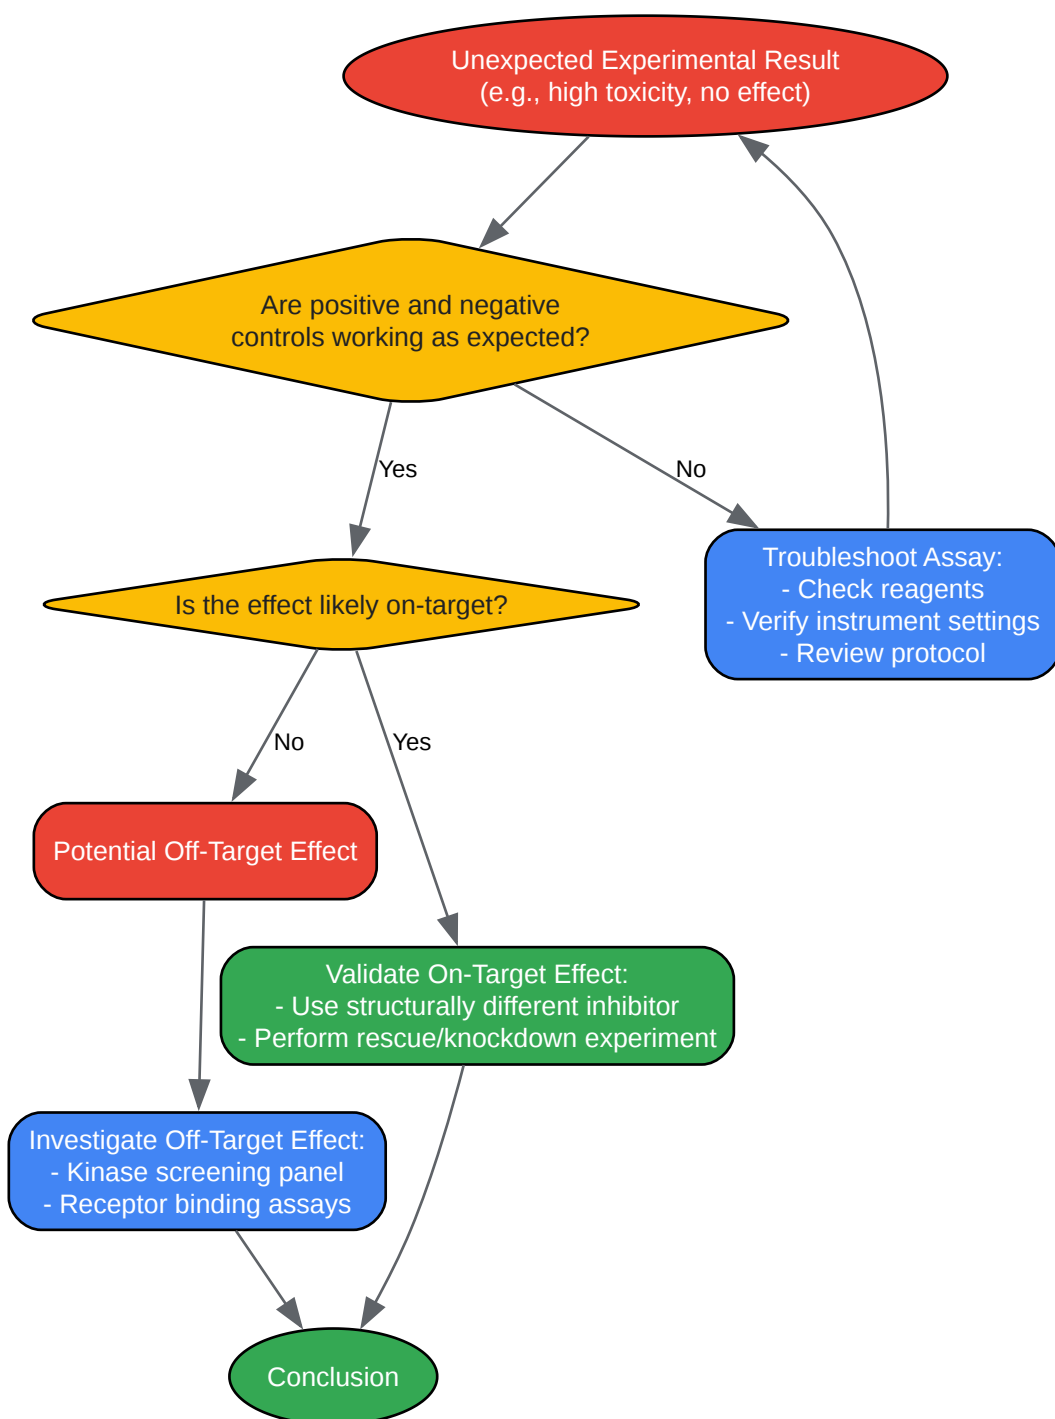 Unexpected Experimental Result
(e.g., high toxicity, no effect)
Are positive and negative
controls working as expected?
Yes
No
Troubleshoot Assay:
- Check reagents
- Verify instrument settings
- Review protocol
Is the effect likely on-target?
No
Yes
Potential Off-Target Effect
Validate On-Target Effect:
- Use structurally different inhibitor
- Perform rescue/knockdown experiment
Investigate Off-Target Effect:
- Kinase screening panel
- Receptor binding assays
Conclusion